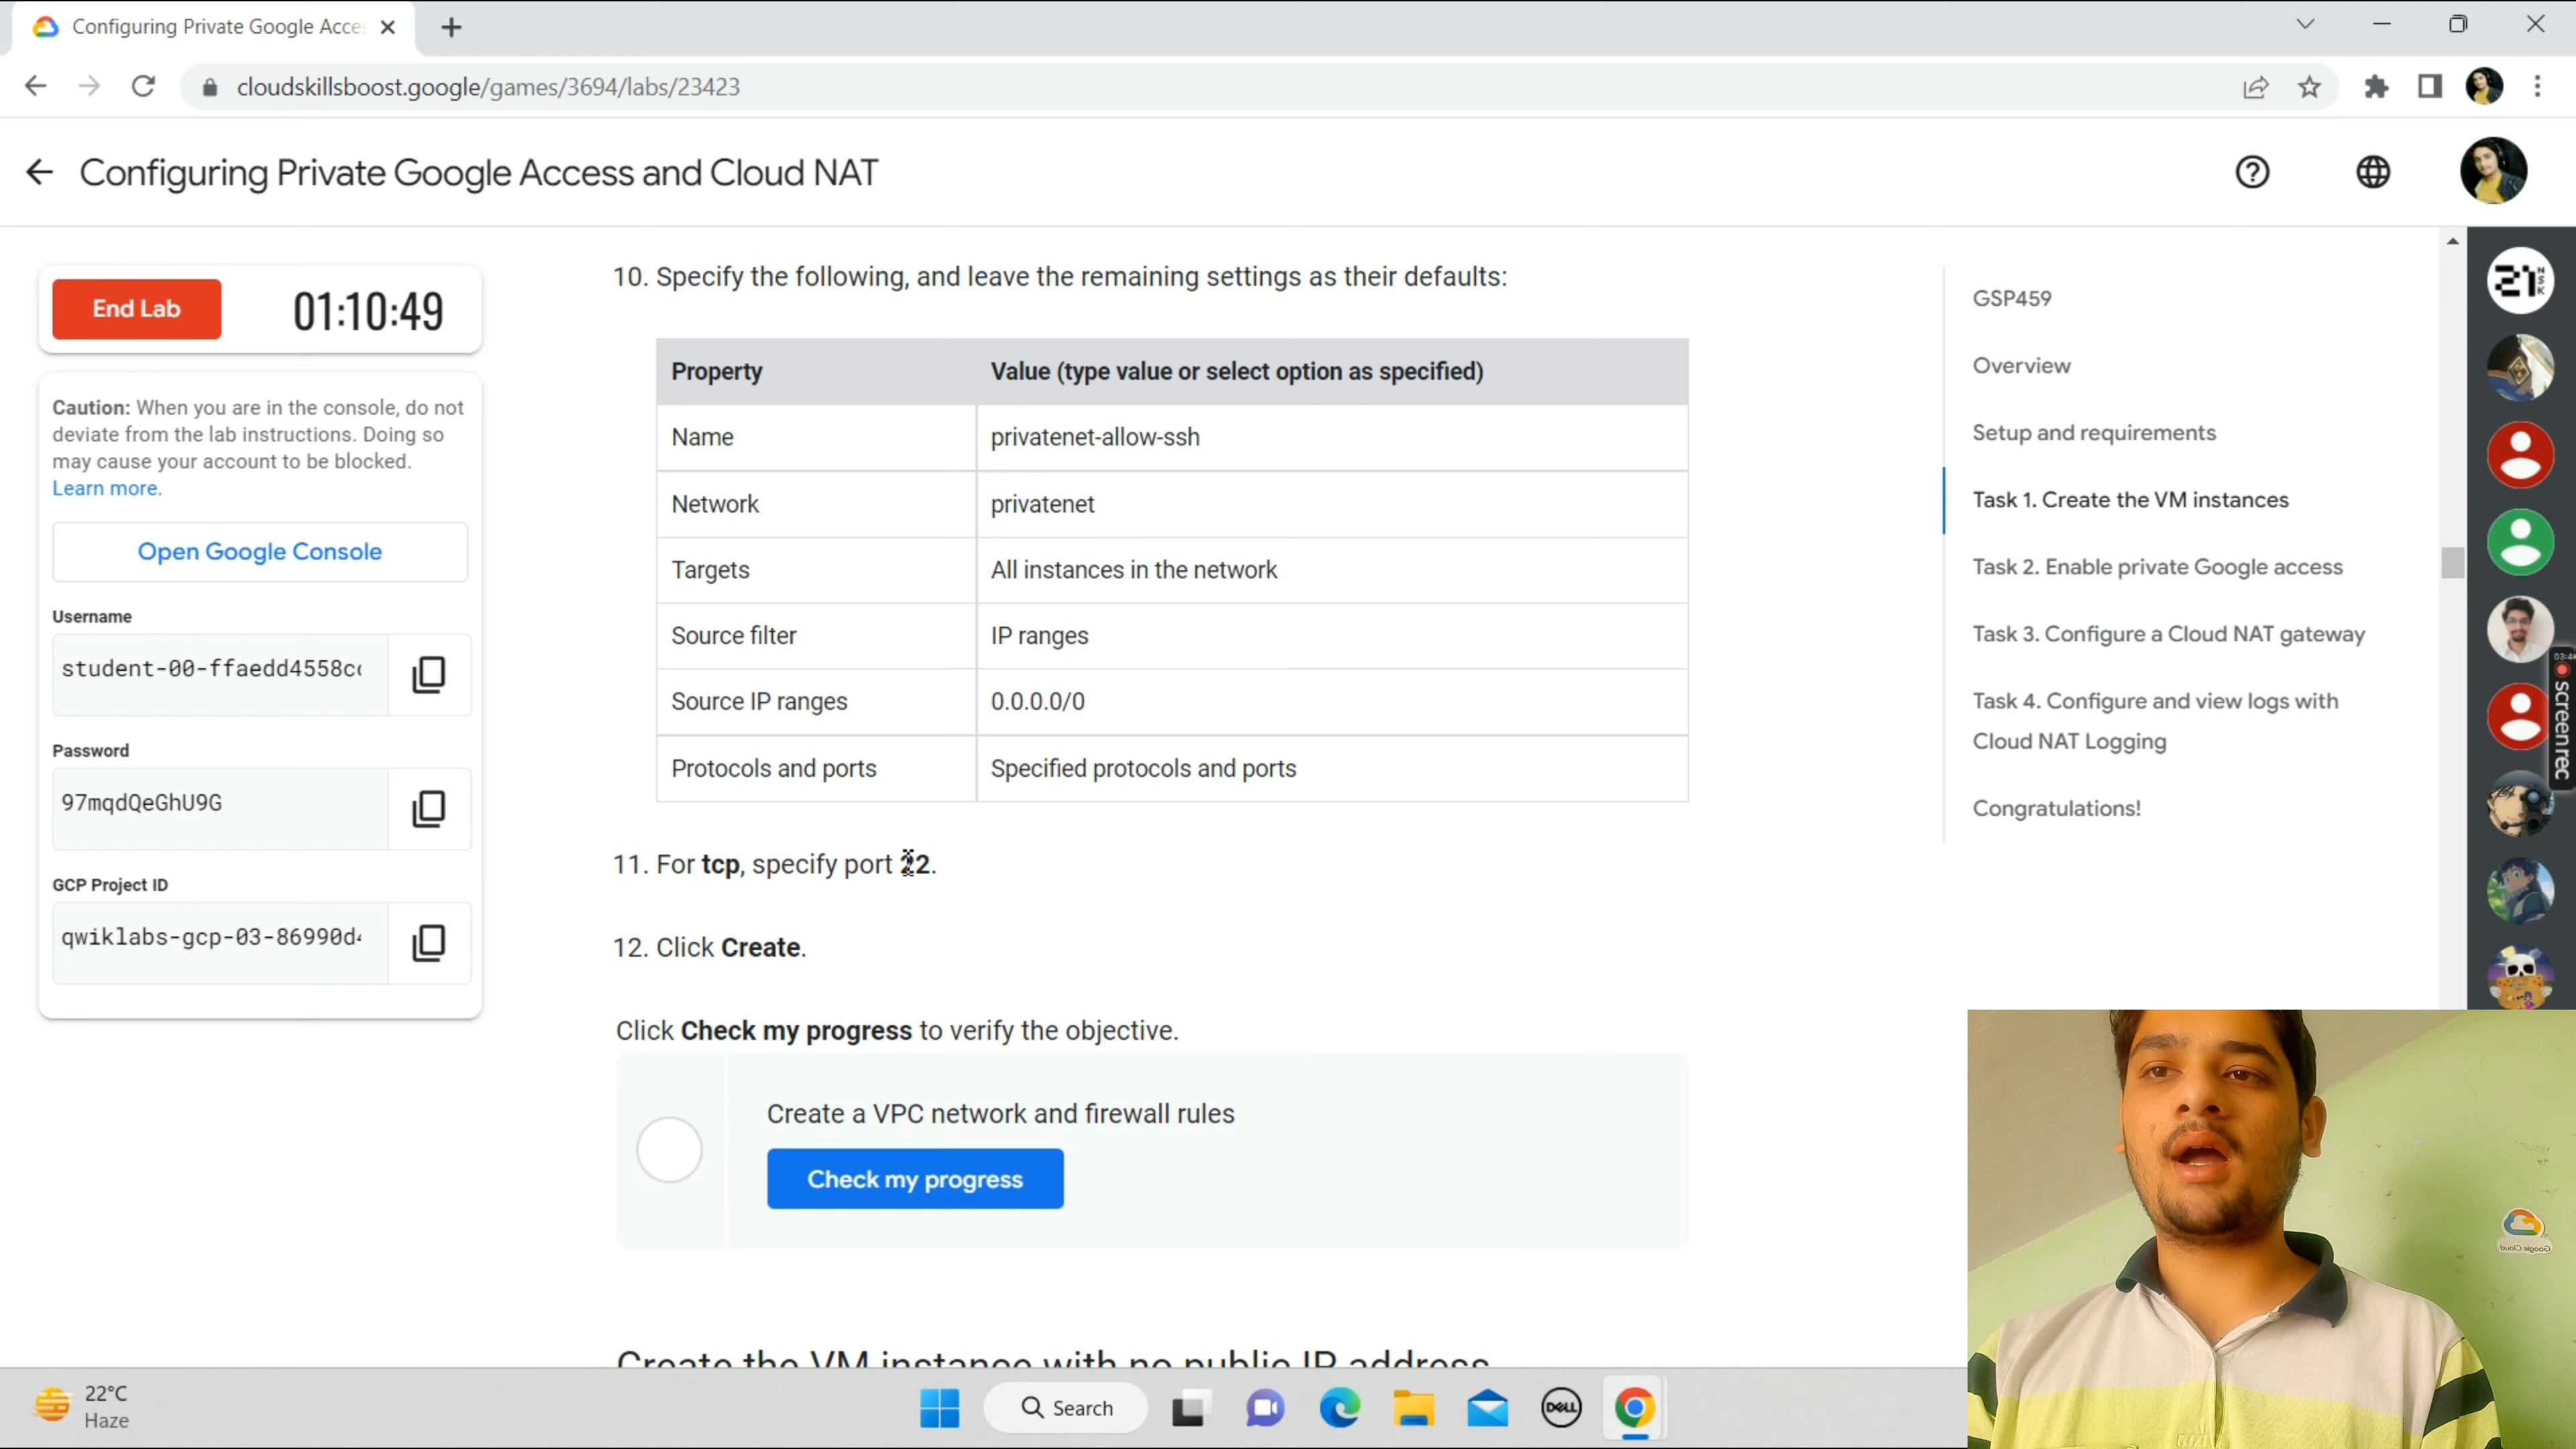 Configuring Private Google Acce
cloudskillsboost.google/games/3694/labs/23423
Configuring Private Google Access and Cloud NAT
End Lab
01:10:49
Caution: When you are in the console, do not
deviate from the lab instructions. Doing so
may cause your account to be blocked.
Learn more.
Open Google Console
Username
student-00-ffaedd4558c
Password
97mqdQeGhU9G
GCP Project ID
qwiklabs-gcp-03-86990d
10. Specify the following, and leave the remaining settings as their defaults:
Property Value (type value or select option as specified)
Name privatenet-allow-ssh
Network privatenet
Targets All instances in the network
Source filter IP ranges
Source IP ranges 0.0.0.0/0
Protocols and ports Specified protocols and ports
11. For tcp, specify port 22.
12. Click Create.
Click Check my progress to verify the objective.
Create a VPC network and firewall rules
Check my progress
Create the VM instance with no public IP address
GSP459
Overview
Setup and requirements
Task 1. Create the VM instances
Task 2. Enable private Google access
Task 3. Configure a Cloud NAT gateway
Task 4. Configure and view logs with
Cloud NAT Logging
Congratulations!
21
NSK
screenrec
Google Cloud
22°C
Haze
Search
DELL